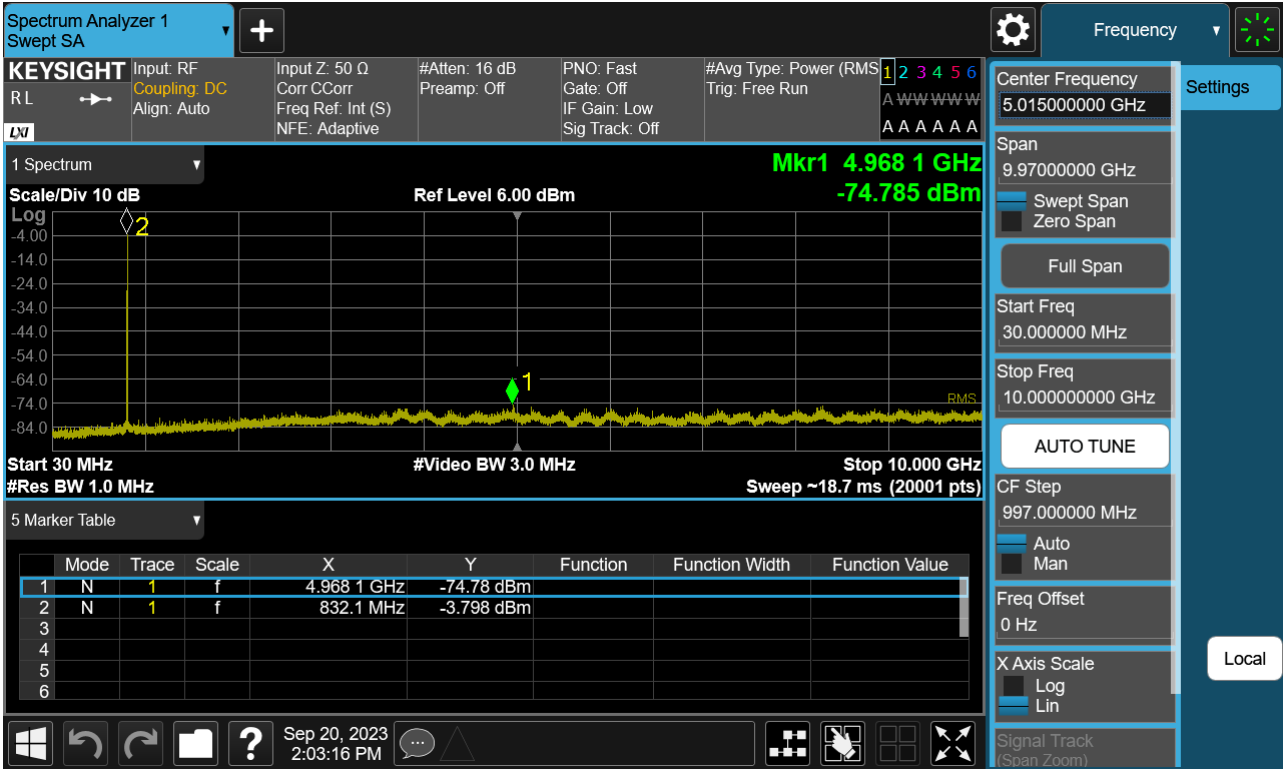 Spectrum Analyzer 1
Swept SA
Frequency
KEYSIGHT
R L
LXI
Input: RF
Coupling: DC
Align: Auto
Input Z: 50 Ω
Corr CCorr
Freq Ref: Int (S)
NFE: Adaptive
#Atten: 16 dB
Preamp: Off
PNO: Fast
Gate: Off
IF Gain: Low
Sig Track: Off
#Avg Type: Power (RMS
Trig: Free Run
1 2 3 4 5 6
A W W W W W
A A A A A A
1 Spectrum
Mkr1 4.968 1 GHz
-74.785 dBm
Scale/Div 10 dB
Ref Level 6.00 dBm
Log
-4.00
-14.0
-24.0
-34.0
-44.0
-54.0
-64.0
-74.0
-84.0
2
1
RMS
Start 30 MHz
#Video BW 3.0 MHz
Stop 10.000 GHz
#Res BW 1.0 MHz
Sweep ~18.7 ms (20001 pts)
5 Marker Table
Mode Trace Scale X Y Function Function Width Function Value
1 N 1 f 4.968 1 GHz -74.78 dBm
2 N 1 f 832.1 MHz -3.798 dBm
3
4
5
6
Sep 20, 2023
2:03:16 PM
Center Frequency
5.015000000 GHz
Span
9.97000000 GHz
Swept Span
Zero Span
Full Span
Start Freq
30.000000 MHz
Stop Freq
10.000000000 GHz
AUTO TUNE
CF Step
997.000000 MHz
Auto
Man
Freq Offset
0 Hz
X Axis Scale
Log
Lin
Signal Track
(Span Zoom)
Settings
Local